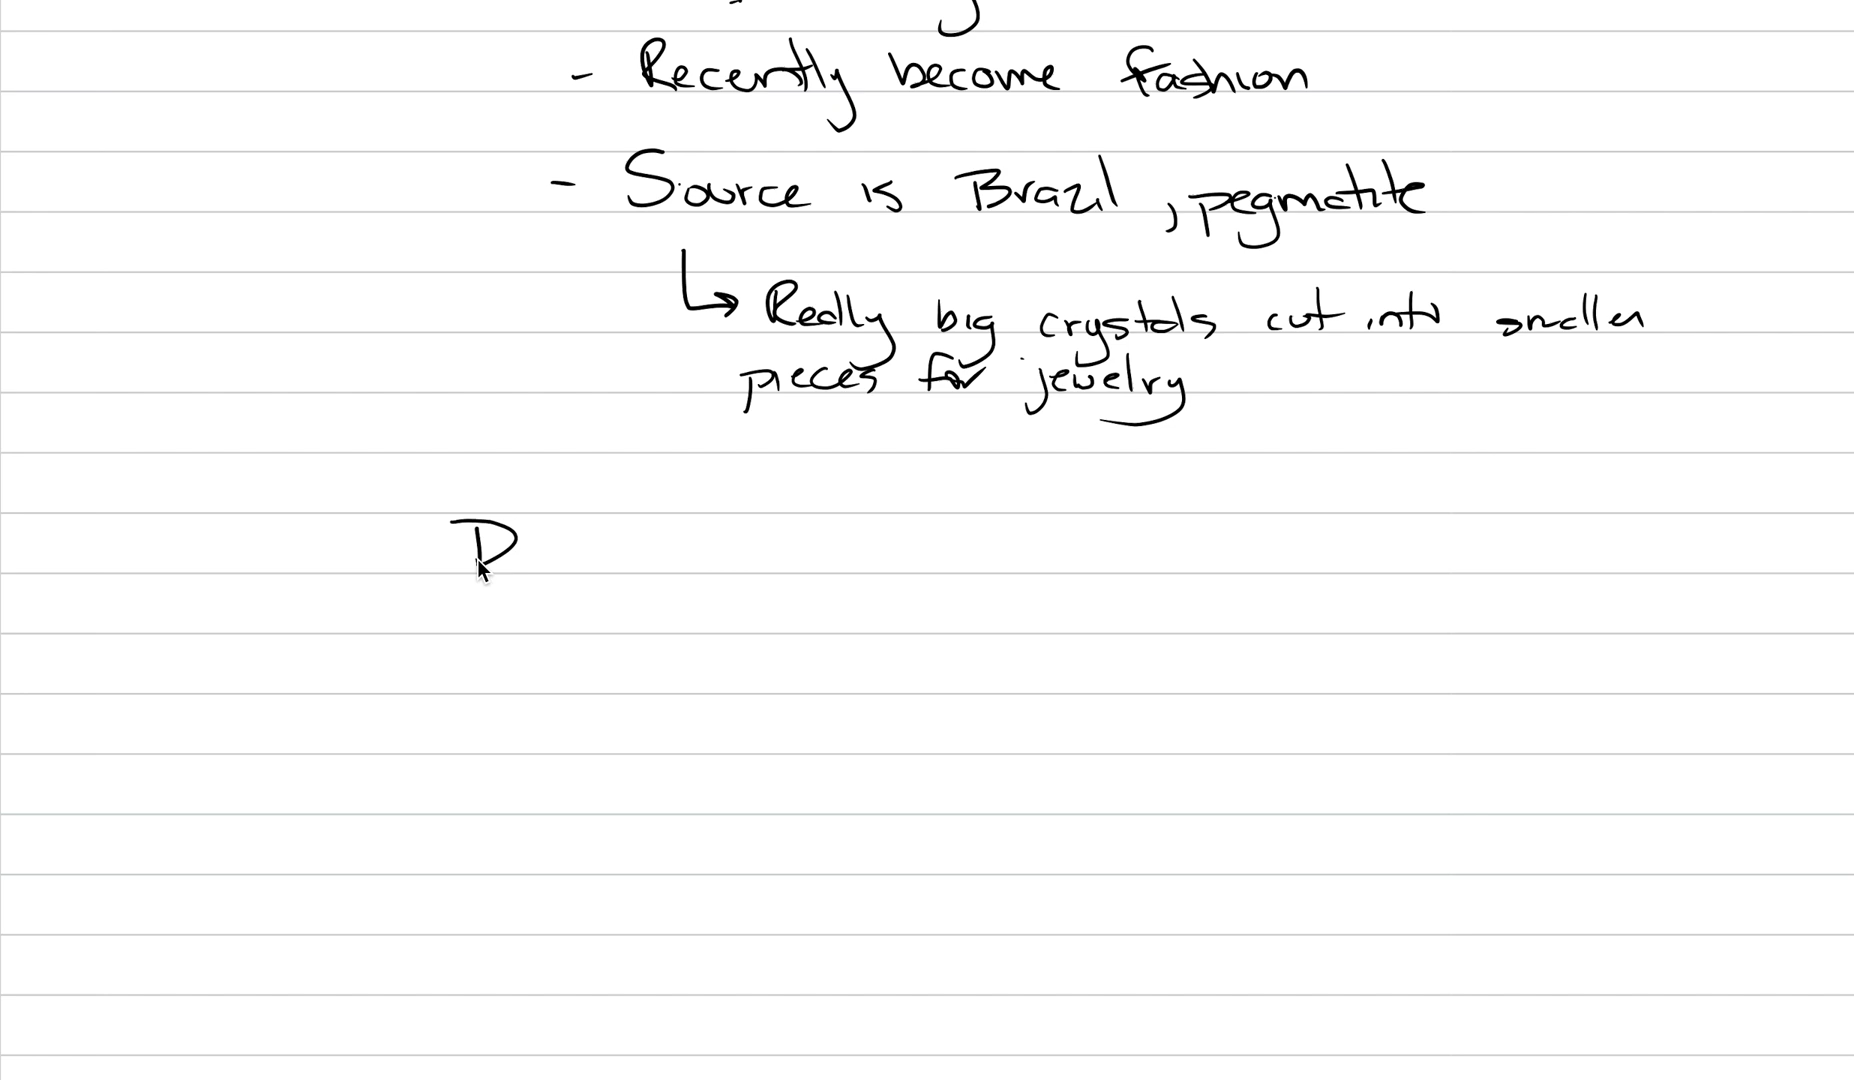 - Recently become fashion
- Source is Brazil, pegmatite
↳ Really big crystals cut into smaller
pieces for jewelry
D